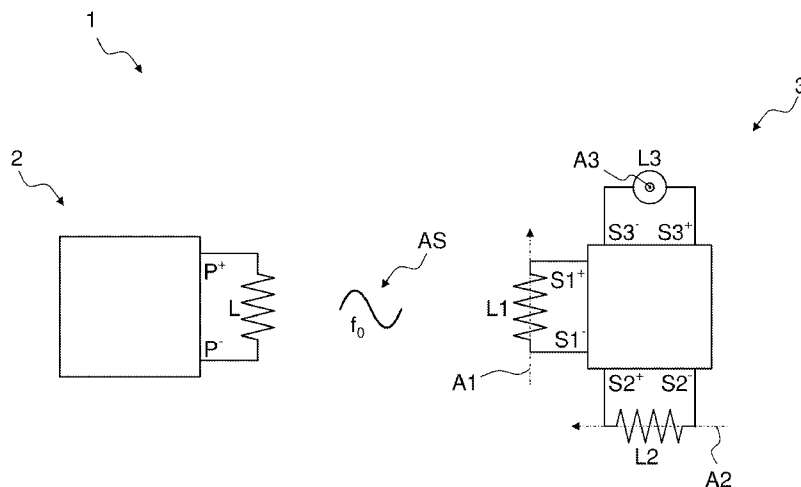 1
3
2
A3
L3
S3⁻ S3⁺
AS
P⁺
L
P⁻
f₀
S1⁺
L1
S1⁻
A1
S2⁺ S2⁻
L2
A2